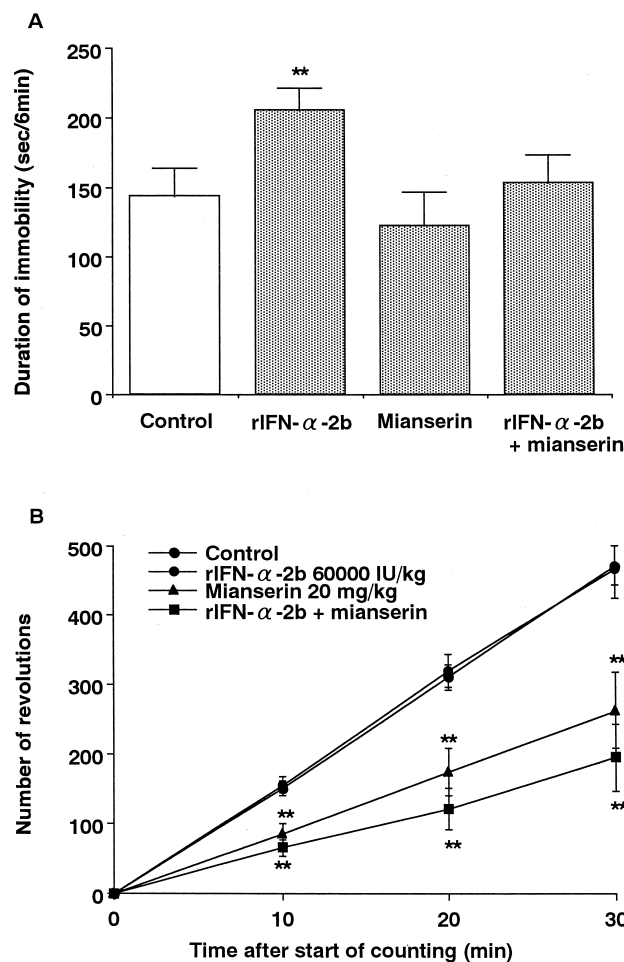 A
Duration of immobility (sec/6min)
250
200
150
100
50
0
**
Control
rIFN-α-2b
Mianserin
rIFN-α-2b
+ mianserin
B
Number of revolutions
500
400
300
200
100
0
Control
rIFN-α-2b 60000 IU/kg
Mianserin 20 mg/kg
rIFN-α-2b + mianserin
**
**
**
**
**
**
0
10
20
30
Time after start of counting (min)